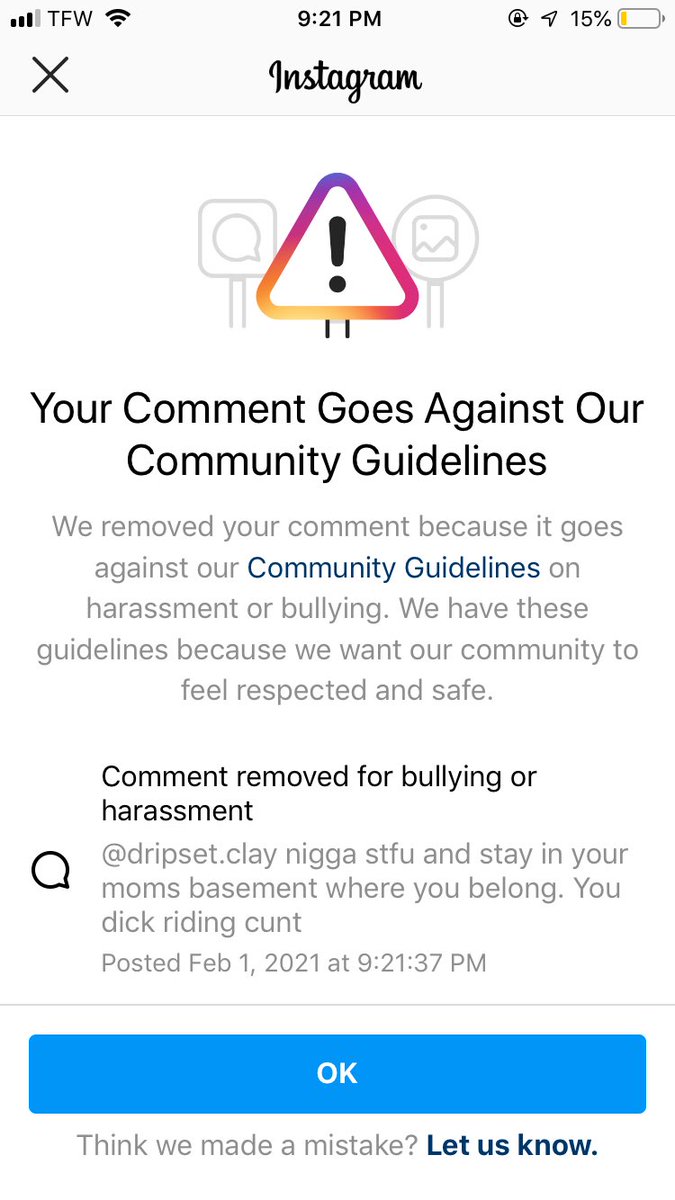 TFW 9:21 PM 15%
Instagram
Your Comment Goes Against Our
Community Guidelines
We removed your comment because it goes
against our Community Guidelines on
harassment or bullying. We have these
guidelines because we want our community to
feel respected and safe.
Comment removed for bullying or
harassment
@dripset.clay nigga stfu and stay in your
moms basement where you belong. You
dick riding cunt
Posted Feb 1, 2021 at 9:21:37 PM
OK
Think we made a mistake? Let us know.